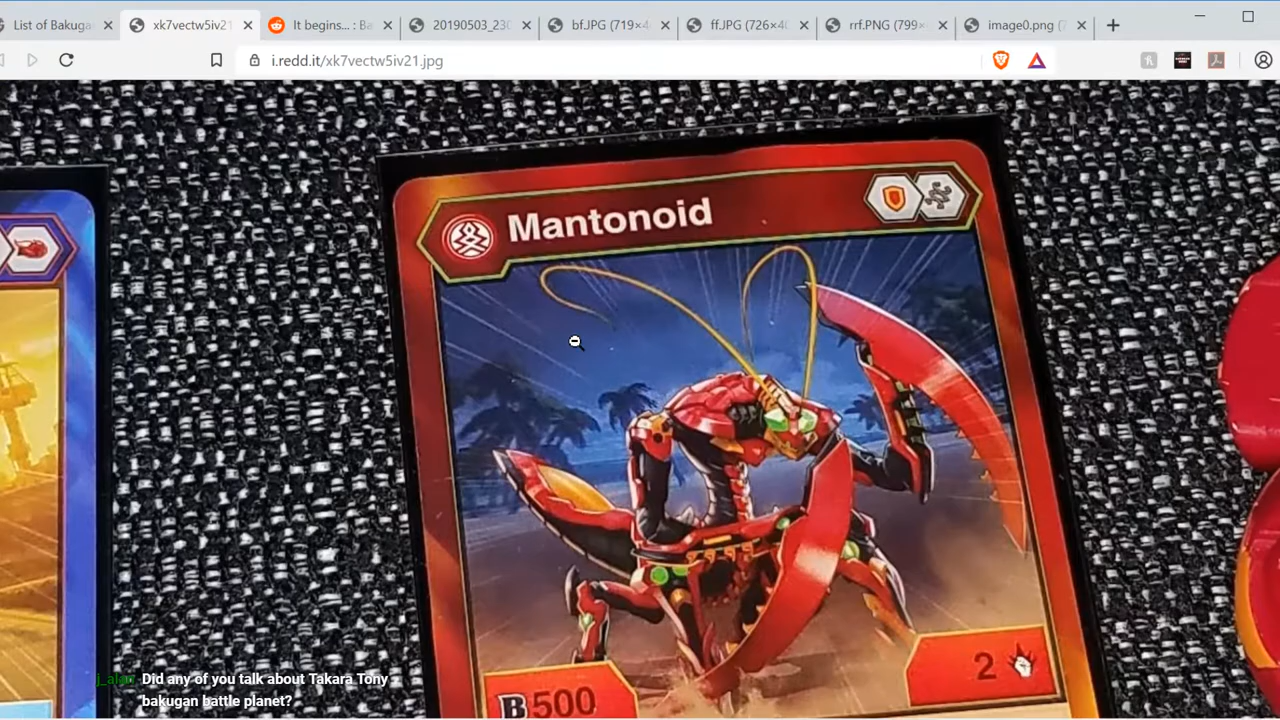 List of Bakuga
xk7vectw5iv21
It begins... : Ba
20190503_230
bf.JPG (719×4
ff.JPG (726×40
rrf.PNG (799×
image0.png (7
i.redd.it/xk7vectw5iv21.jpg
Mantonoid
B500
2
j_alan Did any of you talk about Takara Tony
bakugan battle planet?